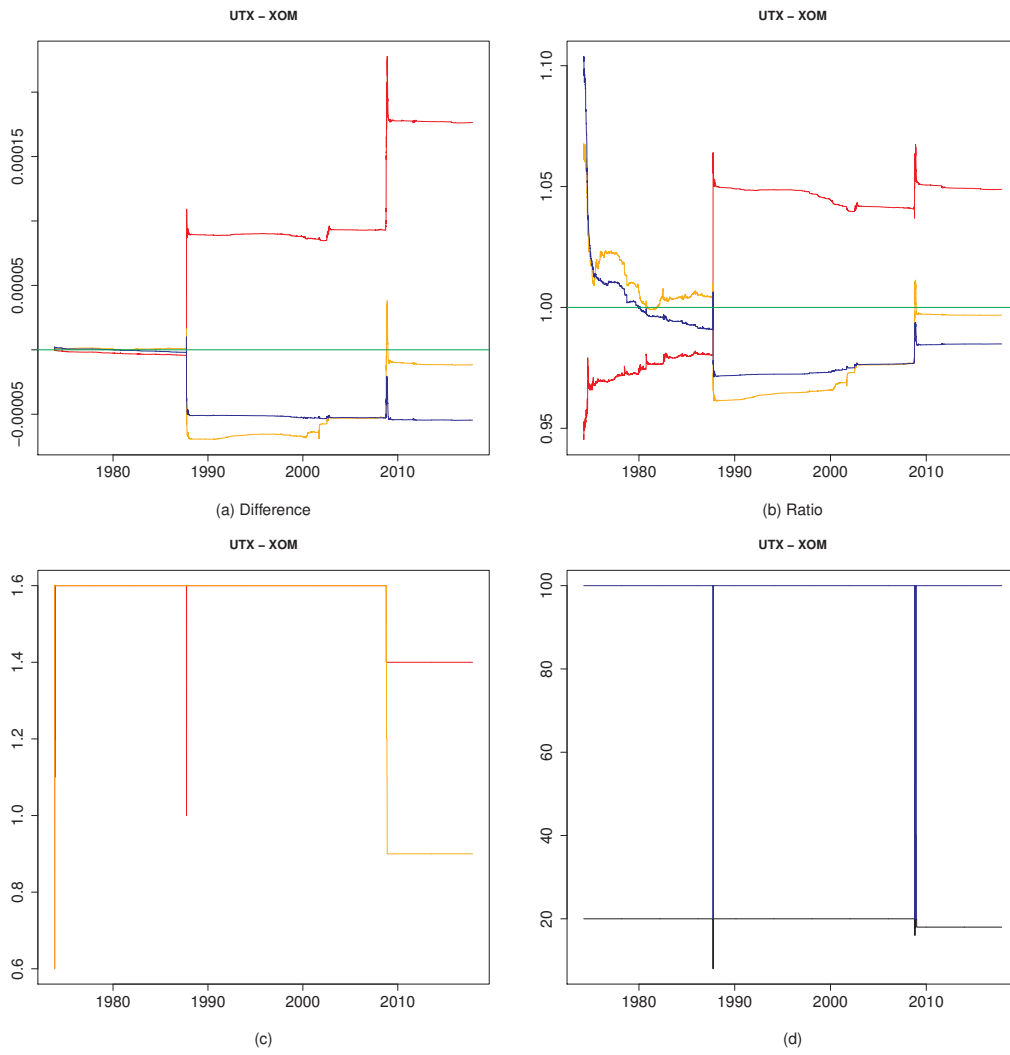 UTX − XOM
0.00015
0.00005
−0.00005
1980 1990 2000 2010
(a) Difference
UTX − XOM
1.10
1.05
1.00
0.95
1980 1990 2000 2010
(b) Ratio
UTX − XOM
1.6
1.4
1.2
1.0
0.8
0.6
1980 1990 2000 2010
(c)
UTX − XOM
100
80
60
40
20
1980 1990 2000 2010
(d)